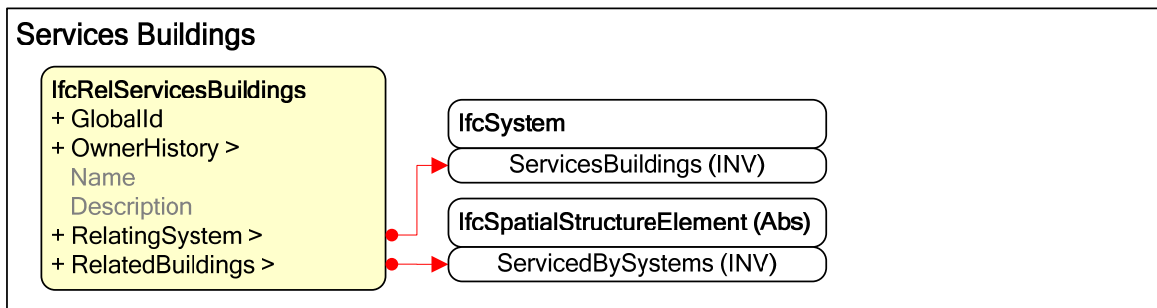 Services Buildings
IfcRelServicesBuildings
+ GlobalId
+ OwnerHistory >
Name
Description
+ RelatingSystem >
+ RelatedBuildings >
IfcSystem
ServicesBuildings (INV)
IfcSpatialStructureElement (Abs)
ServicedBySystems (INV)